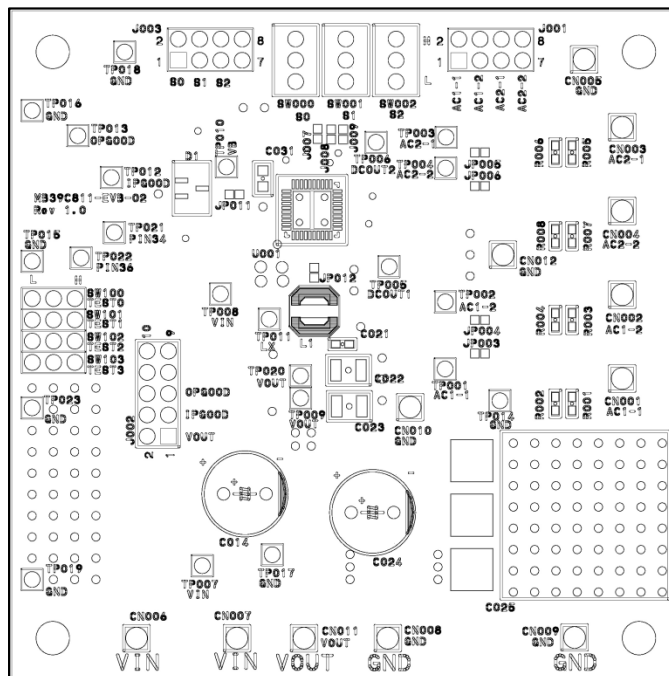 J003
2 8
1 7
S0 S1 S2
SW000
S0
SW001
S1
SW002
S2
H
L
J001
2 8
1 7
AC1-1
AC1-2
AC2-1
AC2-2
TP018
GND
CN005
GND
TP016
GND
TP013
OPGOOD
TP010
EVB
D1
C031
J007
J008
J009
TP006
DCOUT2
TP003
AC2-1
TP004
AC2-2
JP005
JP006
R006
R005
CN003
AC2-1
TP012
IPGOOD
MB39C811-EVB-02
Rev 1.0
JP011
TP021
PIN34
TP015
GND
TP022
PIN36
U001
R008
R007
CN004
AC2-2
CN012
GND
L H
SW100
TEST0
SW101
TEST1
SW102
TEST2
SW103
TEST3
TP008
VIN
JP012
TP005
DCOUT1
TP011
LX
L1
C021
TP002
AC1-2
JP004
JP003
R004
R003
CN002
AC1-2
10 9
OPGOOD
IPGOOD
VOUT
J002
2 1
TP020
VOUT
TP009
VOUT
C022
C023
CN010
GND
TP001
AC1-1
TP014
GND
R002
R001
CN001
AC1-1
TP023
GND
C014
C024
C025
TP019
GND
TP007
VIN
TP017
GND
CN006
VIN
CN007
VIN
CN011
VOUT
VOUT
CN008
GND
GND
CN009
GND
GND